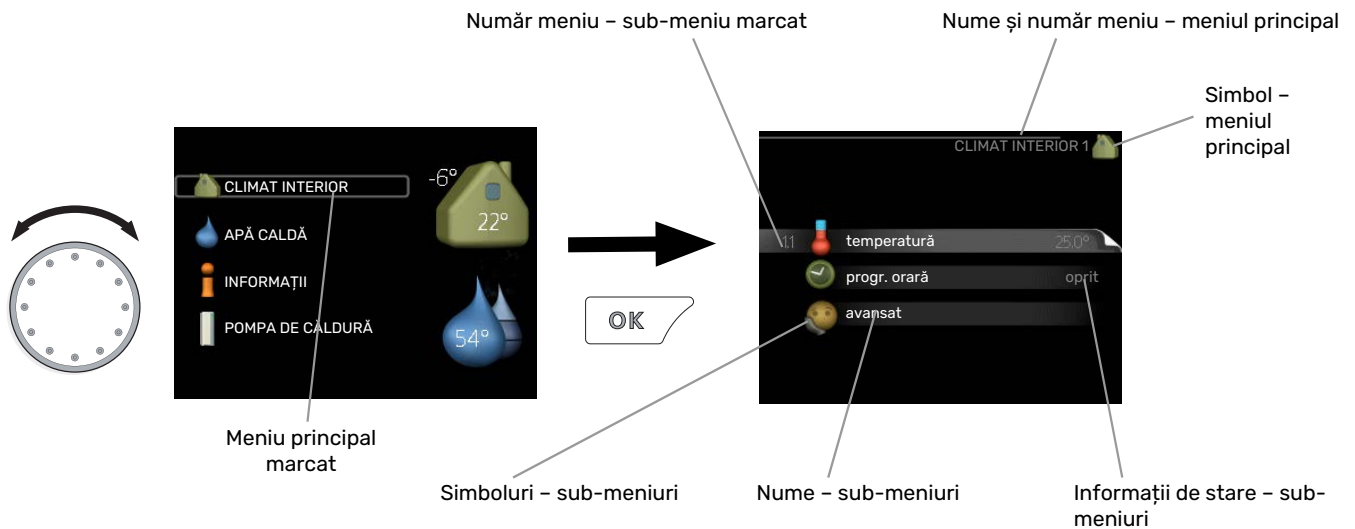 Număr meniu – sub-meniu marcat
Nume și număr meniu – meniul principal
Simbol –
meniul
principal
CLIMAT INTERIOR
-6°
22°
APĂ CALDĂ
INFORMAȚII
POMPA DE CĂLDURĂ
54°
OK
CLIMAT INTERIOR 1
1.1 temperatură 25.0°
progr. orară oprit
avansat
Meniu principal
marcat
Simboluri – sub-meniuri
Nume – sub-meniuri
Informații de stare – sub-
meniuri